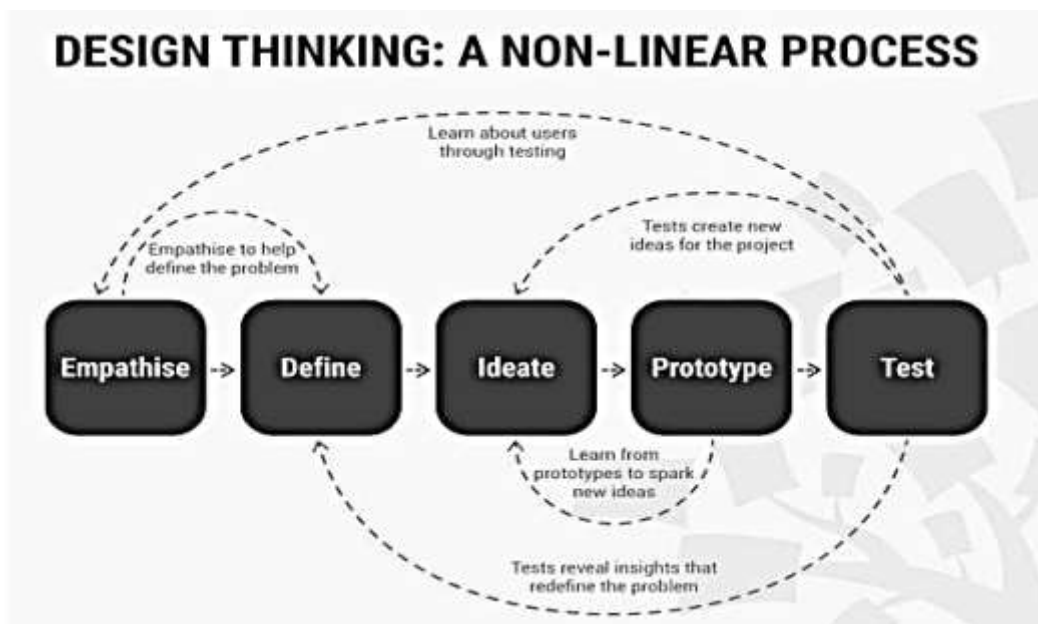 DESIGN THINKING: A NON-LINEAR PROCESS
Learn about users
through testing
Empathise to help
define the problem
Tests create new
ideas for the project
Empathise
Define
Ideate
Prototype
Test
Learn from
prototypes to spark
new ideas
Tests reveal insights that
redefine the problem